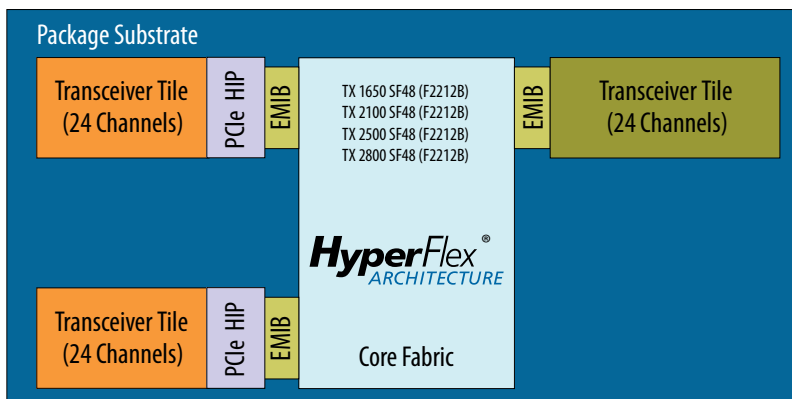 Package Substrate
Transceiver Tile
(24 Channels)
PCIe HIP
EMIB
TX 1650 SF48 (F2212B)
TX 2100 SF48 (F2212B)
TX 2500 SF48 (F2212B)
TX 2800 SF48 (F2212B)
EMIB
Transceiver Tile
(24 Channels)
HyperFlex®
ARCHITECTURE
Transceiver Tile
(24 Channels)
PCIe HIP
EMIB
Core Fabric